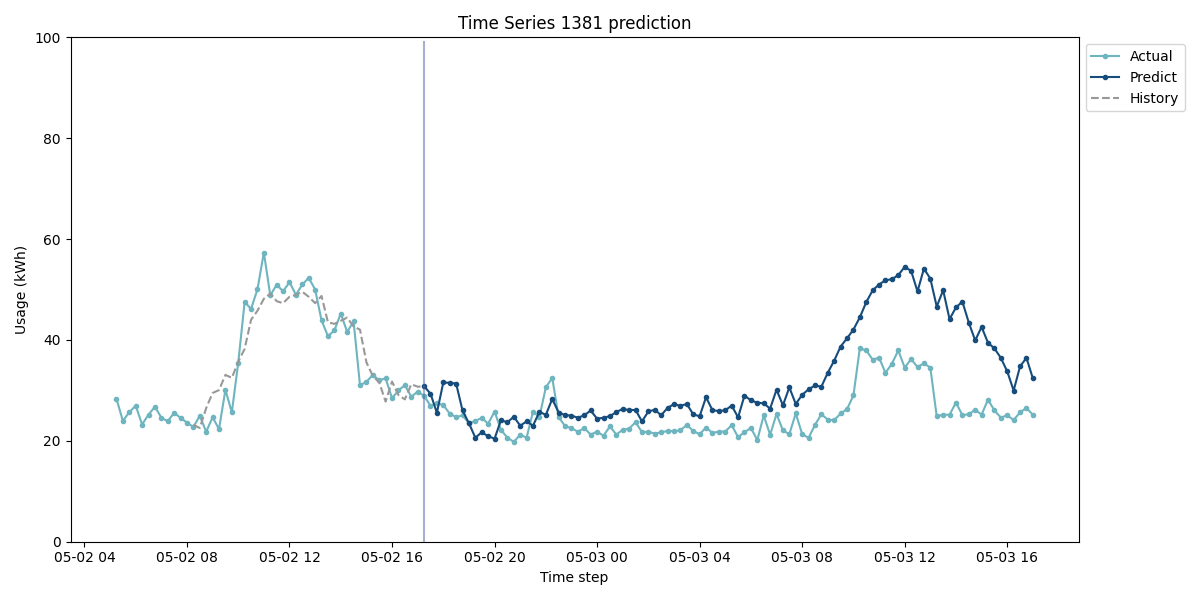 Time Series 1381 prediction
Usage (kWh)
100
80
60
40
20
0
05-02 04
05-02 08
05-02 12
05-02 16
05-02 20
05-03 00
05-03 04
05-03 08
05-03 12
05-03 16
Time step
Actual
Predict
History